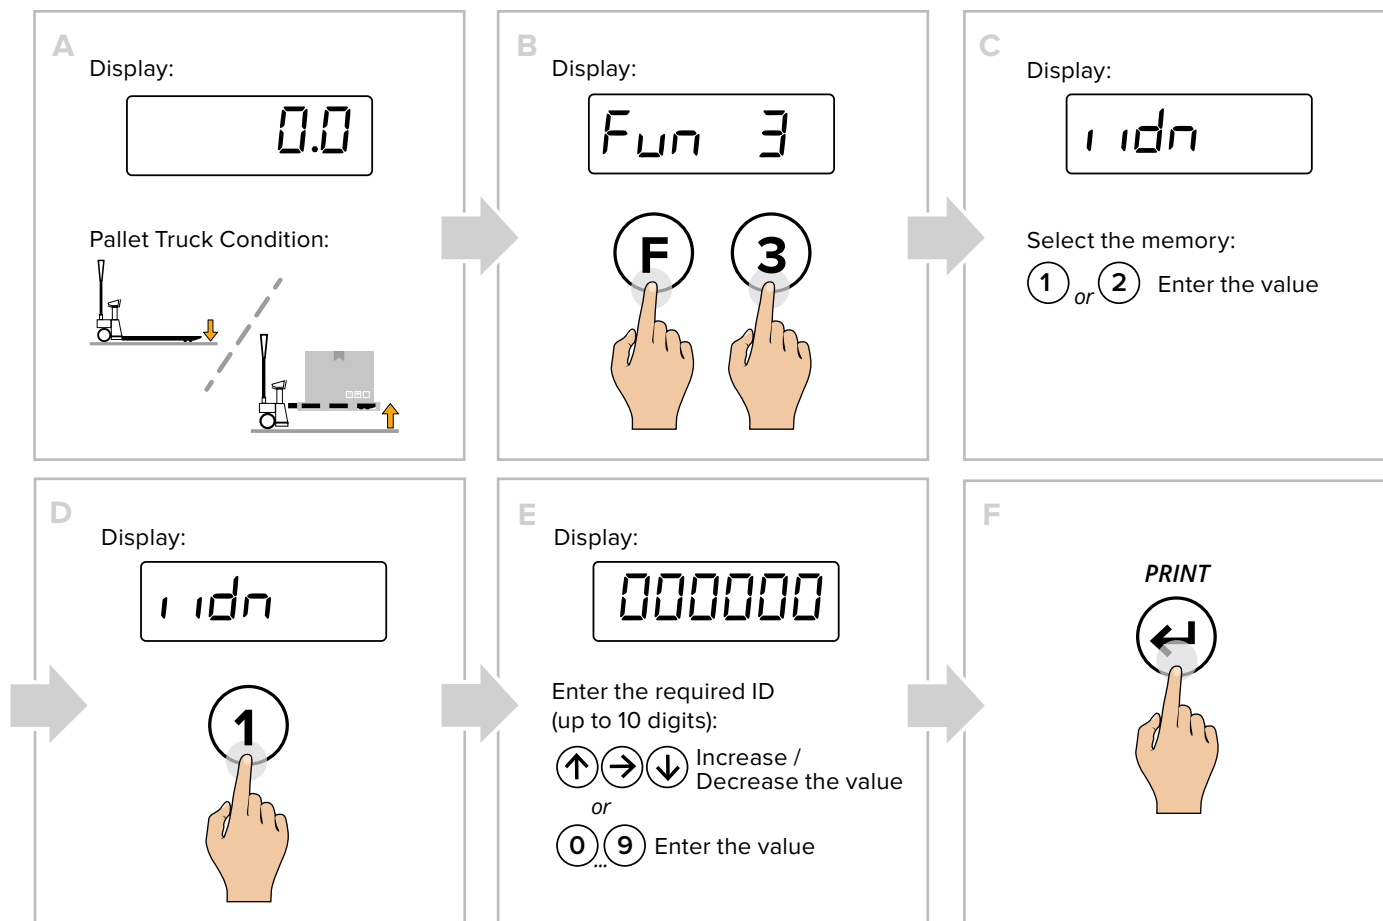 A
Display:
0.0
Pallet Truck Condition:
B
Display:
Fun 3
F 3
C
Display:
ı ıdn
Select the memory:
1 or 2 Enter the value
D
Display:
ı ıdn
1
E
Display:
000000
Enter the required ID
(up to 10 digits):
↑ → ↓ Increase /
Decrease the value
or
0 ... 9 Enter the value
F
PRINT